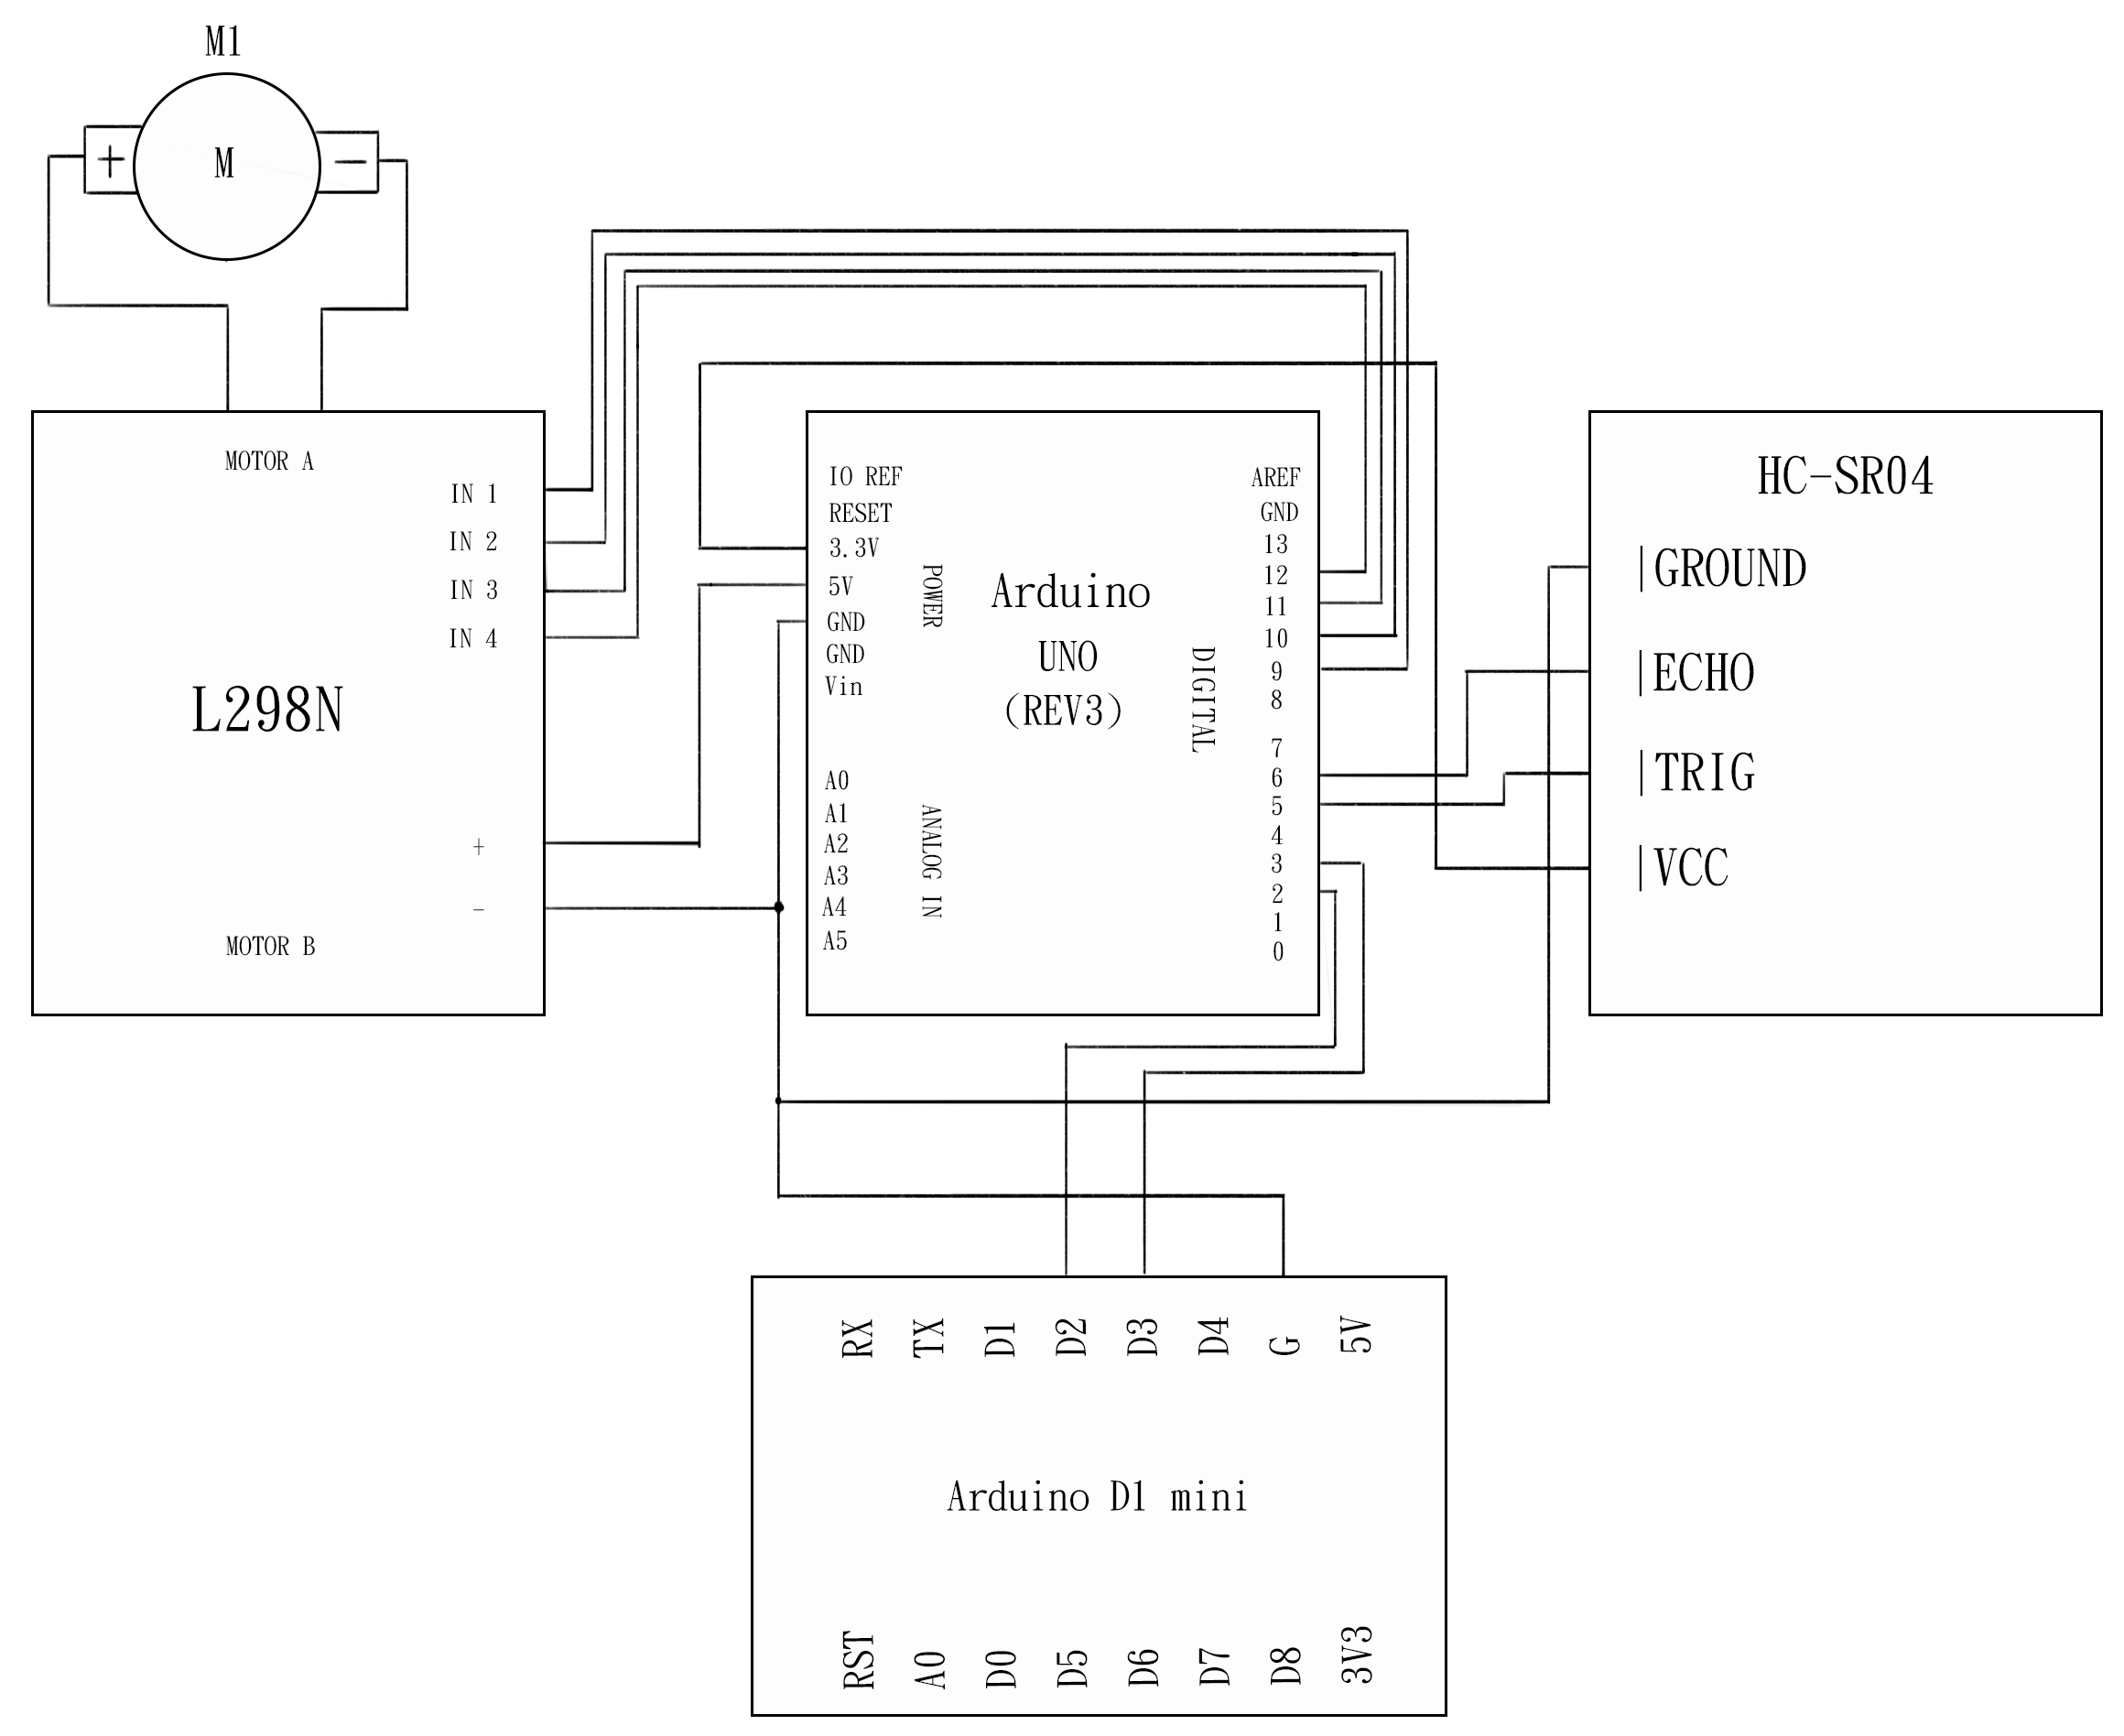 M1
+
M
−
MOTOR A
IN 1
IN 2
IN 3
IN 4
L298N
+
-
MOTOR B
IO REF
RESET
3.3V
5V
GND
GND
Vin
POWER
A0
A1
A2
A3
A4
A5
ANALOG IN
Arduino
UNO
(REV3)
AREF
GND
13
12
11
10
9
8
7
6
5
4
3
2
1
0
DIGITAL
HC-SR04
|GROUND
|ECHO
|TRIG
|VCC
RX
TX
D1
D2
D3
D4
G
5V
Arduino D1 mini
RST
A0
D0
D5
D6
D7
D8
3V3